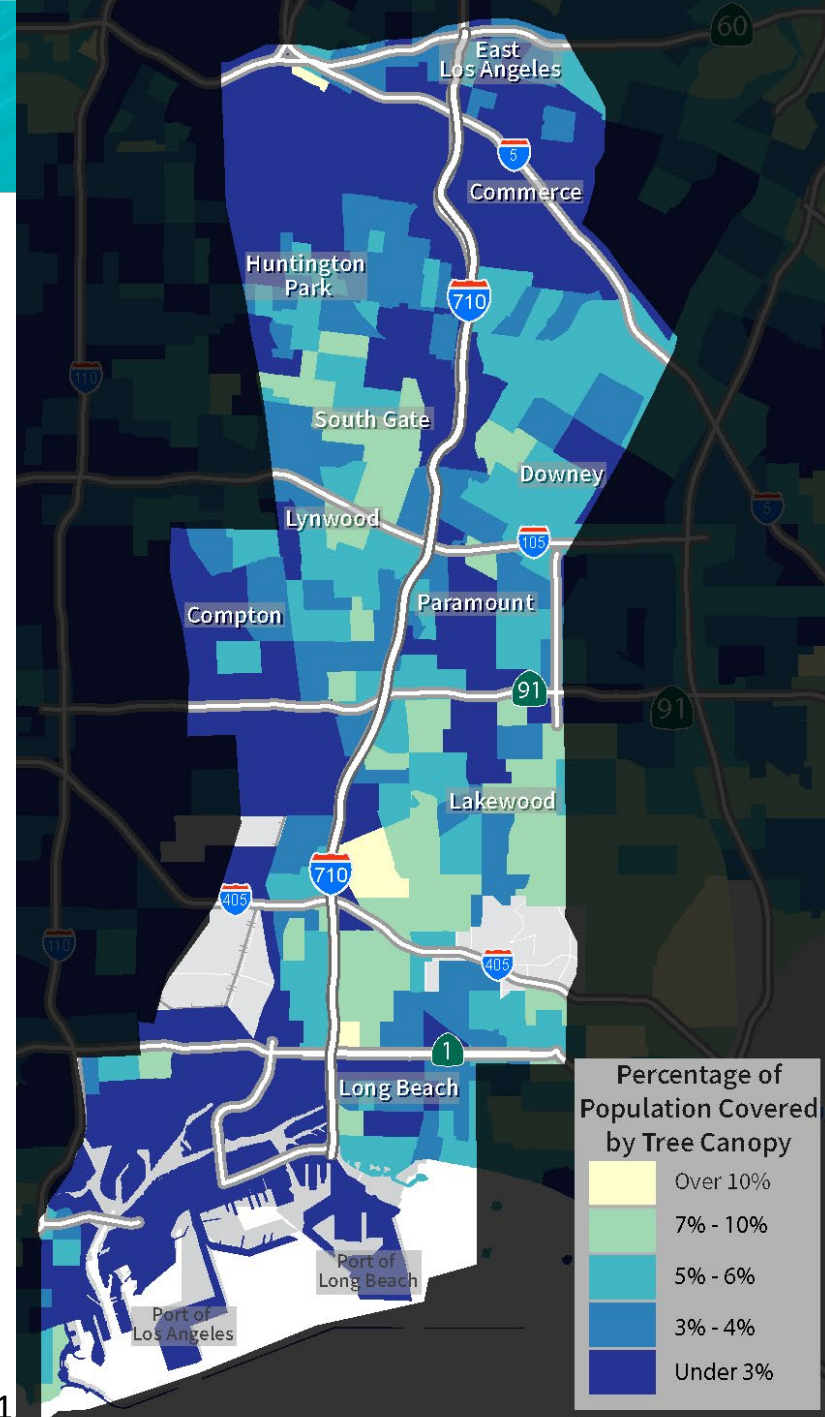 60
East
Los Angeles
5
Commerce
Huntington
Park
710
110
South Gate
Downey
5
Lynwood
105
Compton
Paramount
91
91
Lakewood
710
405
110
405
1
Long Beach
Port of
Long Beach
Port of
Los Angeles
Percentage of
Population Covered
by Tree Canopy
Over 10%
7% - 10%
5% - 6%
3% - 4%
Under 3%
1